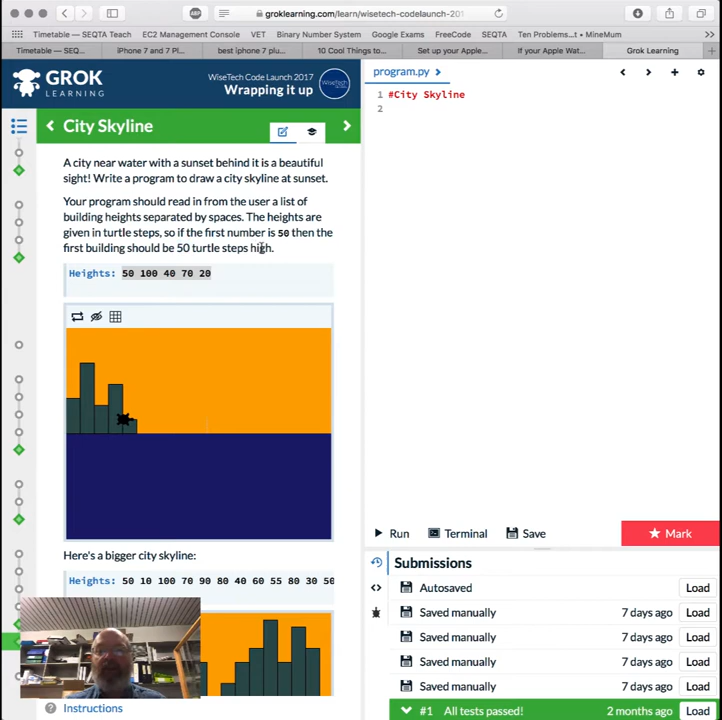 groklearning.com/learn/wisetech-codelaunch-201
Timetable — SEQTA Teach EC2 Management Console VET Binary Number System Google Exams FreeCode SEQTA Ten Problems…t • MineMum
Timetable — SEQ... iPhone 7 and 7 Pl... best iphone 7 plu... 10 Cool Things to... Set up your Apple... If your Apple Wat... Grok Learning
GROK
LEARNING
WiseTech Code Launch 2017
Wrapping it up
WiseTech
City Skyline
A city near water with a sunset behind it is a beautiful
sight! Write a program to draw a city skyline at sunset.
Your program should read in from the user a list of
building heights separated by spaces. The heights are
given in turtle steps, so if the first number is 50 then the
first building should be 50 turtle steps high.
Heights: 50 100 40 70 20
Here's a bigger city skyline:
Heights: 50 10 100 70 90 80 40 60 55 80 30 50
Instructions
program.py
1 #City Skyline
2
Run Terminal Save Mark
Submissions
Autosaved Load
Saved manually 7 days ago Load
Saved manually 7 days ago Load
Saved manually 7 days ago Load
Saved manually 7 days ago Load
#1 All tests passed! 2 months ago Load